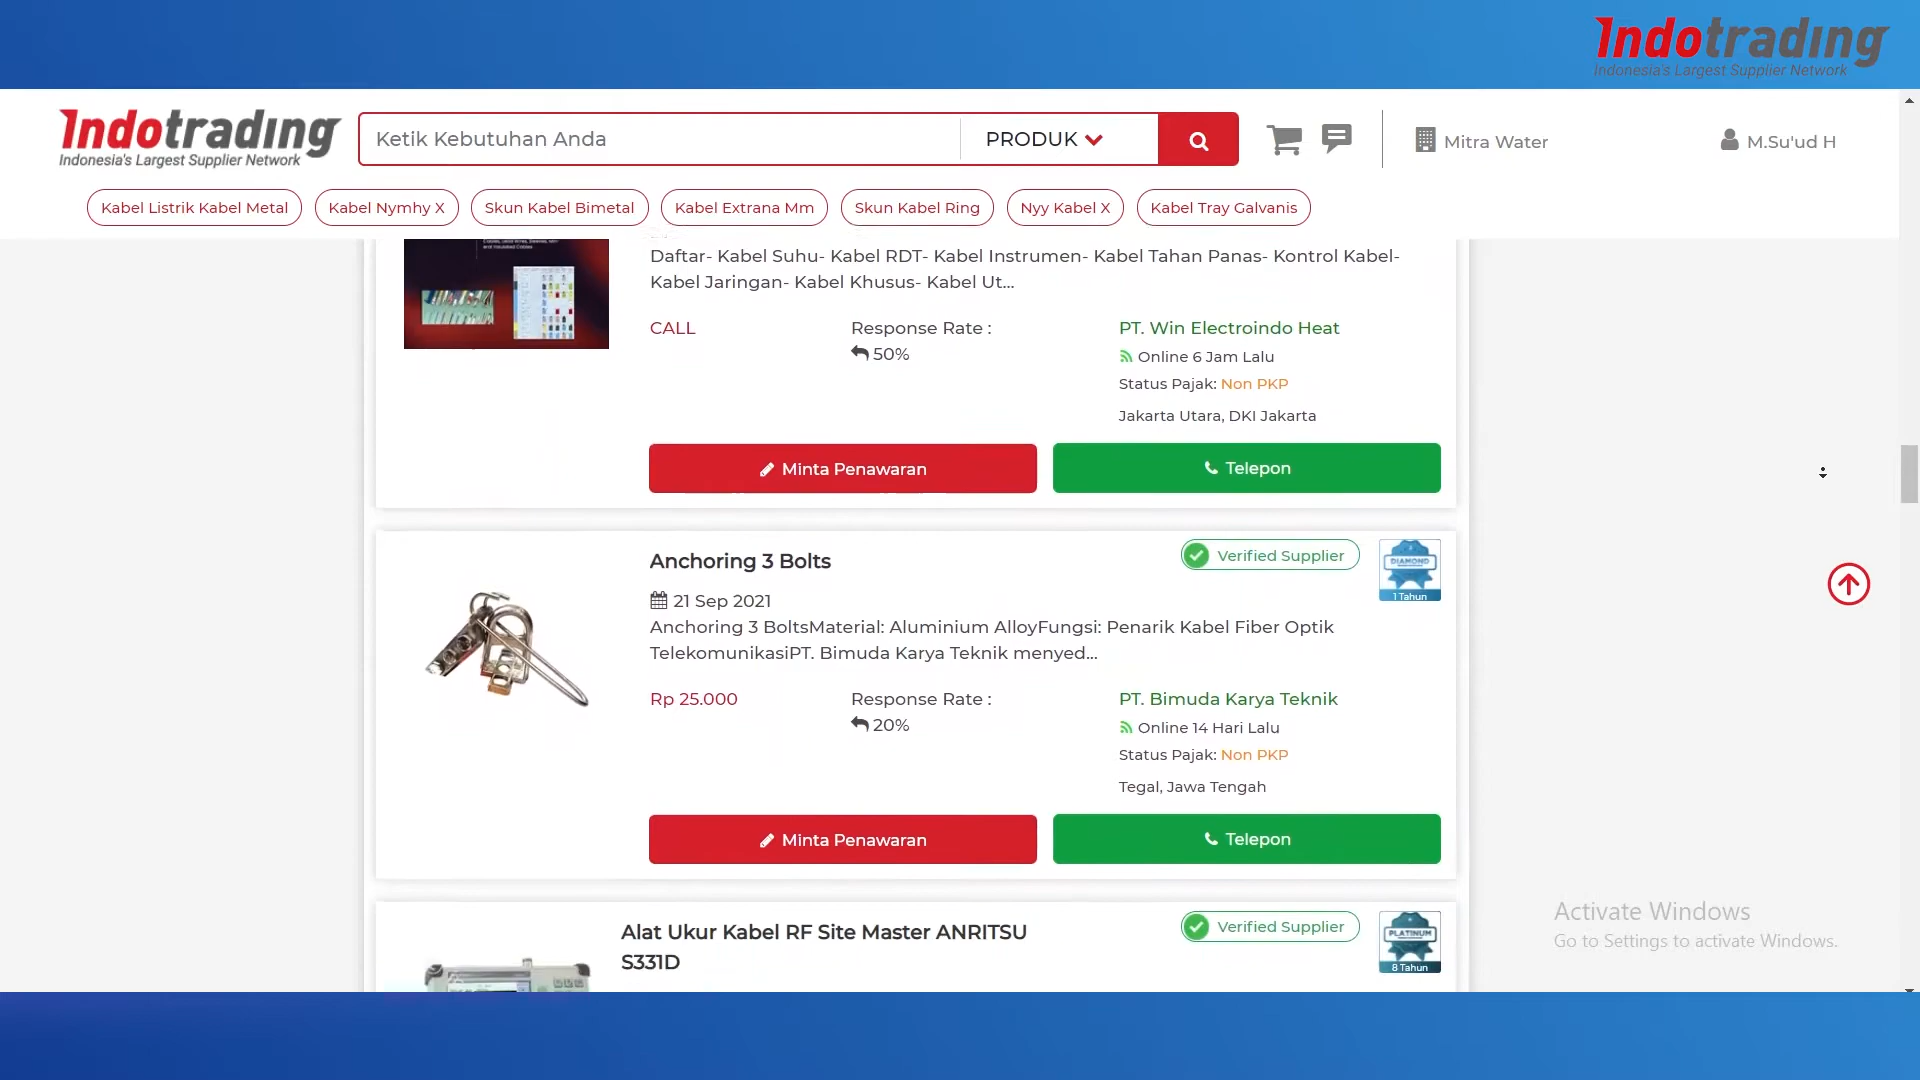 Indotrading
Indonesia's Largest Supplier Network
Indotrading
Indonesia's Largest Supplier Network
Ketik Kebutuhan Anda
PRODUK
Mitra Water
M.Su'ud H
Kabel Listrik Kabel Metal
Kabel Nymhy X
Skun Kabel Bimetal
Kabel Extrana Mm
Skun Kabel Ring
Nyy Kabel X
Kabel Tray Galvanis
Daftar- Kabel Suhu- Kabel RDT- Kabel Instrumen- Kabel Tahan Panas- Kontrol Kabel-
Kabel Jaringan- Kabel Khusus- Kabel Ut...
CALL
Response Rate :
50%
PT. Win Electroindo Heat
Online 6 Jam Lalu
Status Pajak: Non PKP
Jakarta Utara, DKI Jakarta
Minta Penawaran
Telepon
Anchoring 3 Bolts
Verified Supplier
DIAMOND
1 Tahun
21 Sep 2021
Anchoring 3 BoltsMaterial: Aluminium AlloyFungsi: Penarik Kabel Fiber Optik
TelekomunikasiPT. Bimuda Karya Teknik menyed...
Rp 25.000
Response Rate :
20%
PT. Bimuda Karya Teknik
Online 14 Hari Lalu
Status Pajak: Non PKP
Tegal, Jawa Tengah
Minta Penawaran
Telepon
Alat Ukur Kabel RF Site Master ANRITSU
S331D
Verified Supplier
PLATINUM
8 Tahun
Activate Windows
Go to Settings to activate Windows.